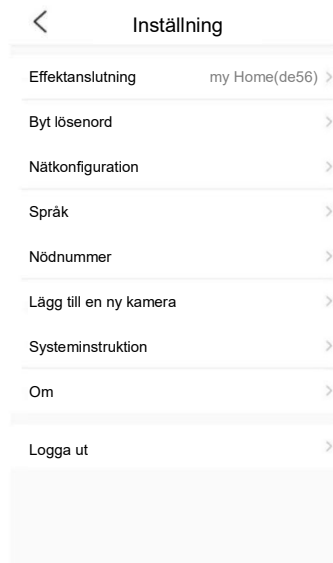 Inställning
Effektanslutning my Home(de56)
Byt lösenord
Nätkonfiguration
Språk
Nödnummer
Lägg till en ny kamera
Systeminstruktion
Om
Logga ut